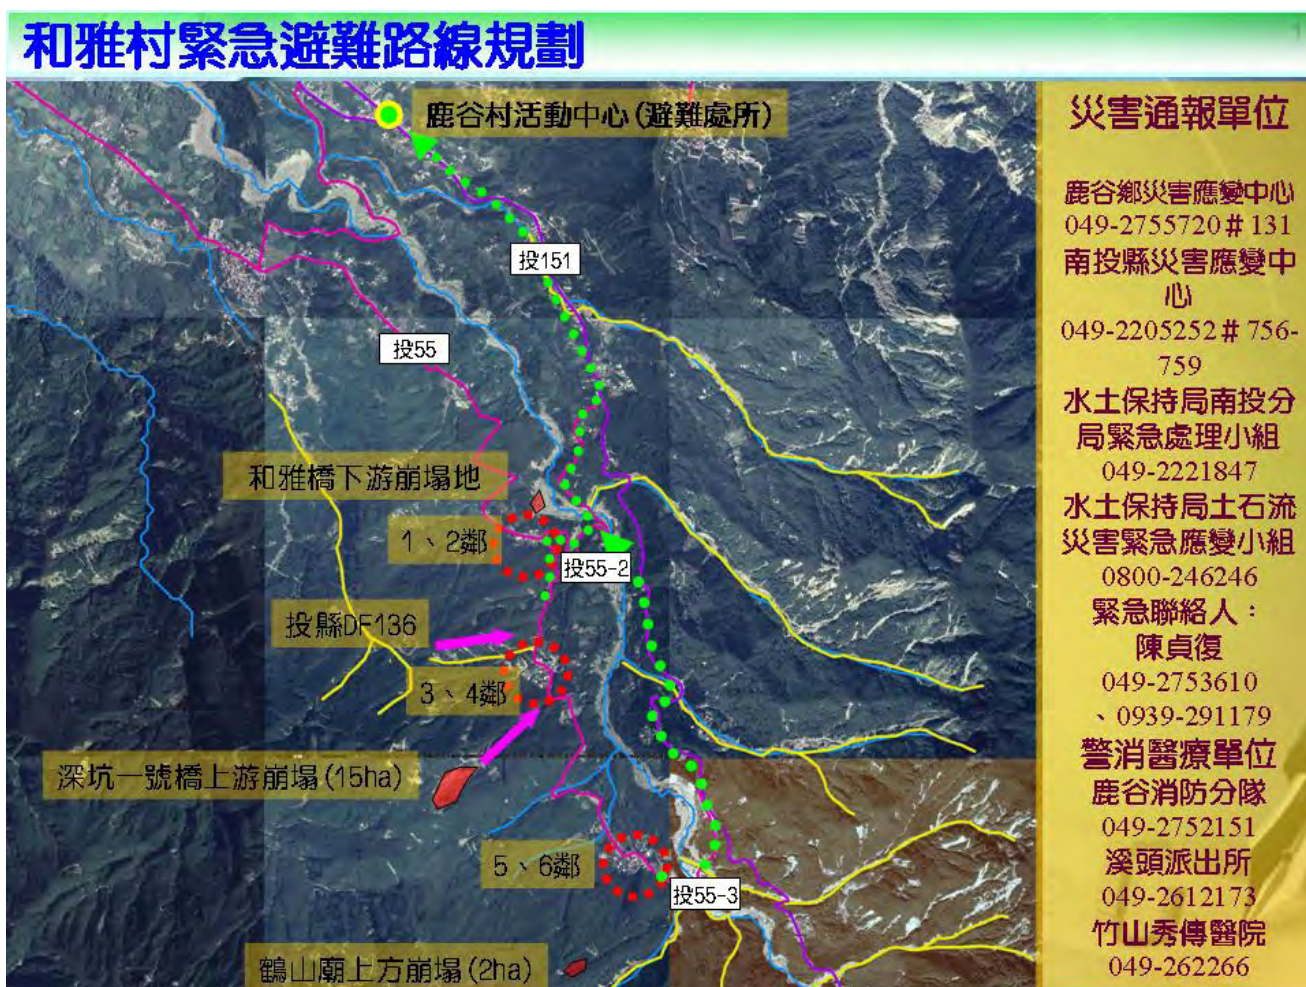 和雅村緊急避難路線規劃
鹿谷村活動中心(避難處所)
投151
投55
和雅橋下游崩塌地
1、2鄰
投55-2
投縣DF136
3、4鄰
深坑一號橋上游崩塌(15ha)
5、6鄰
投55-3
鶴山廟上方崩塌(2ha)
災害通報單位
鹿谷鄉災害應變中心
049-2755720＃131
南投縣災害應變中
心
049-2205252＃756-
759
水土保持局南投分
局緊急處理小組
049-2221847
水土保持局土石流
災害緊急應變小組
0800-246246
緊急聯絡人：
陳貞復
049-2753610
、0939-291179
警消醫療單位
鹿谷消防分隊
049-2752151
溪頭派出所
049-2612173
竹山秀傳醫院
049-262266